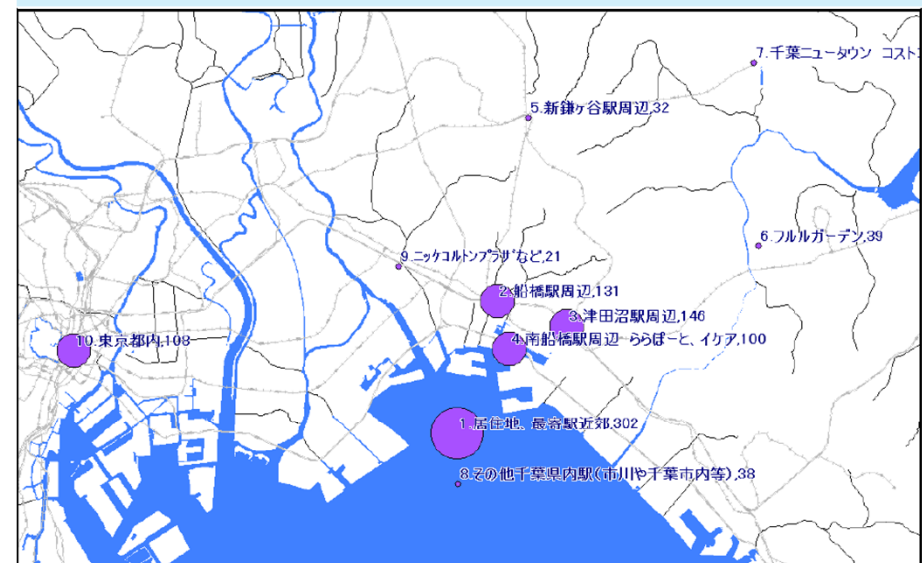 7.千葉ニュータウン コスト
5.新鎌ヶ谷駅周辺,32
6.フルルガーデン,39
9.ニッケコルトンプラザなど,21
2.船橋駅周辺,131
3.津田沼駅周辺,146
4.南船橋駅周辺 ららぽーと、イケア,100
10.東京都内,108
1.居住地、最寄駅近郊,302
8.その他千葉県内駅(市川や千葉市内等),38